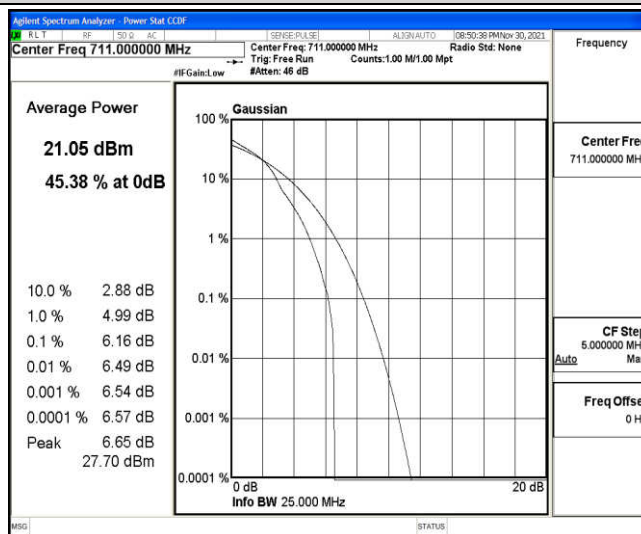 Agilent Spectrum Analyzer - Power Stat CCDF
RLT RF 50 Ω AC SENSE:PULSE ALIGNAUTO 08:50:38 PM Nov 30, 2021
Center Freq 711.000000 MHz
Center Freq: 711.000000 MHz Radio Std: None
Trig: Free Run Counts:1.00 M/1.00 Mpt
#IFGain:Low #Atten: 46 dB
Frequency
Average Power
21.05 dBm
45.38 % at 0dB
10.0 % 2.88 dB
1.0 % 4.99 dB
0.1 % 6.16 dB
0.01 % 6.49 dB
0.001 % 6.54 dB
0.0001 % 6.57 dB
Peak 6.65 dB
27.70 dBm
Gaussian
100 %
10 %
1 %
0.1 %
0.01 %
0.001 %
0.0001 %
0 dB 20 dB
Info BW 25.000 MHz
Center Freq
711.000000 MH
CF Step
5.000000 MH
Auto Ma
Freq Offse
0 H
MSG STATUS